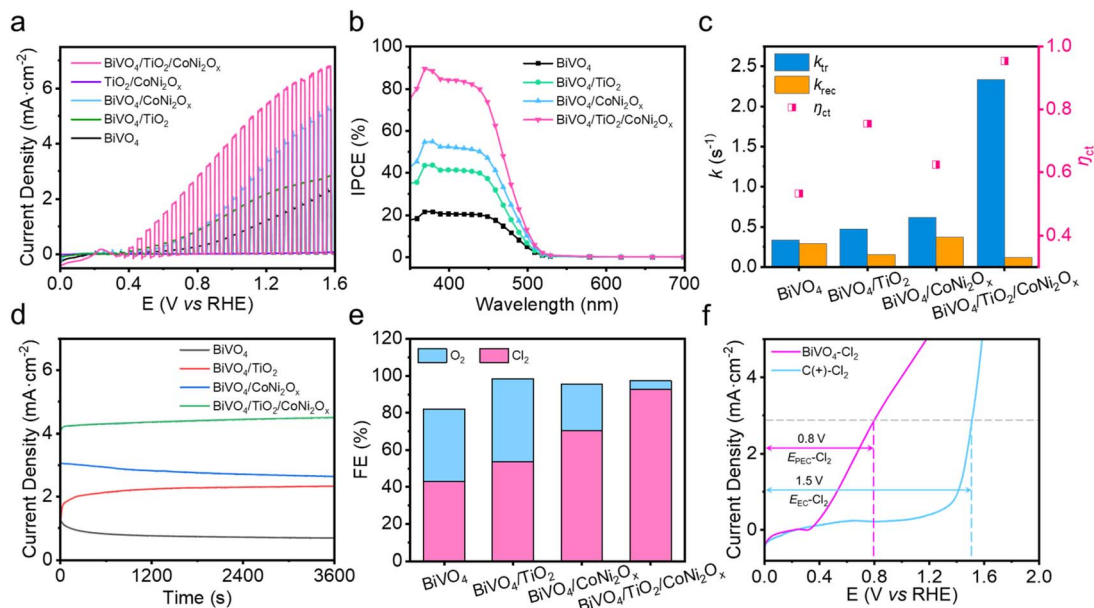 a
Current Density (mA·cm⁻²)
6
4
2
0
BiVO₄/TiO₂/CoNi₂Oₓ
TiO₂/CoNi₂Oₓ
BiVO₄/CoNi₂Oₓ
BiVO₄/TiO₂
BiVO₄
0.0 0.4 0.8 1.2 1.6
E (V vs RHE)
b
IPCE (%)
100
80
60
40
20
0
BiVO₄
BiVO₄/TiO₂
BiVO₄/CoNi₂Oₓ
BiVO₄/TiO₂/CoNi₂Oₓ
400 500 600 700
Wavelength (nm)
c
k (s⁻¹)
2.5
2.0
1.5
1.0
0.5
0.0
k_tr
k_rec
η_ct
1.0
0.8
0.6
0.4
η_ct
BiVO₄ BiVO₄/TiO₂ BiVO₄/CoNi₂Oₓ BiVO₄/TiO₂/CoNi₂Oₓ
d
Current Density (mA·cm⁻²)
6
4
2
0
BiVO₄
BiVO₄/TiO₂
BiVO₄/CoNi₂Oₓ
BiVO₄/TiO₂/CoNi₂Oₓ
0 1200 2400 3600
Time (s)
e
FE (%)
120
100
80
60
40
20
0
O₂ Cl₂
BiVO₄ BiVO₄/TiO₂ BiVO₄/CoNi₂Oₓ BiVO₄/TiO₂/CoNi₂Oₓ
f
Current Density (mA·cm⁻²)
4
2
0
BiVO₄-Cl₂
C(+)-Cl₂
0.8 V
E_PEC-Cl₂
1.5 V
E_EC-Cl₂
0.0 0.4 0.8 1.2 1.6 2.0
E (V vs RHE)